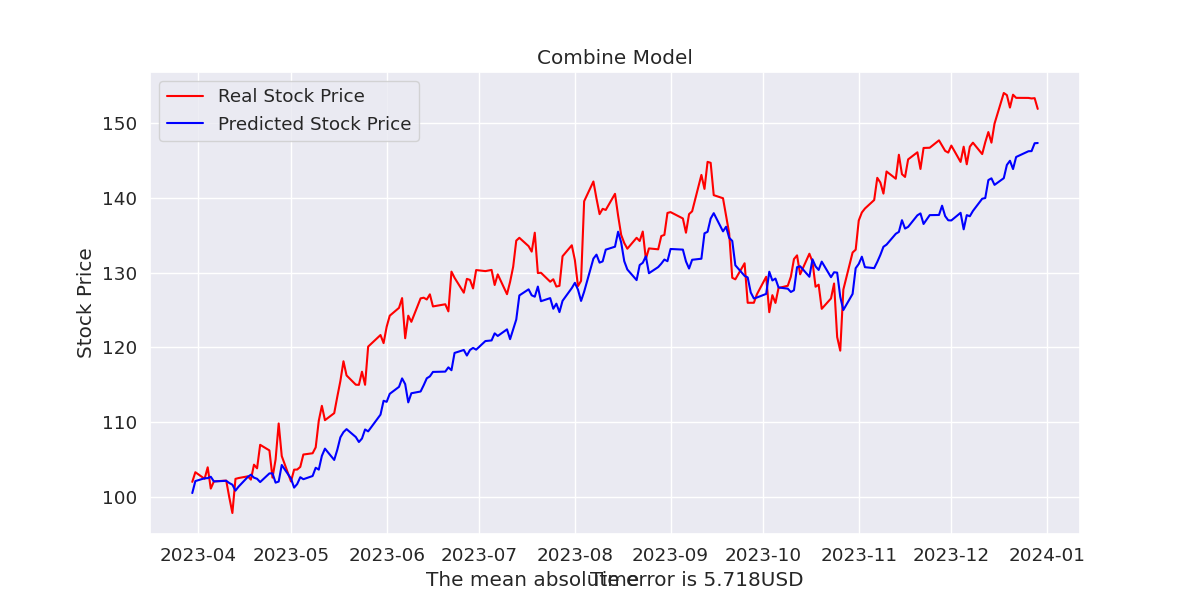 Combine Model
Real Stock Price
Predicted Stock Price
Stock Price
150
140
130
120
110
100
2023-04 2023-05 2023-06 2023-07 2023-08 2023-09 2023-10 2023-11 2023-12 2024-01
Time
The mean absolute error is 5.718USD